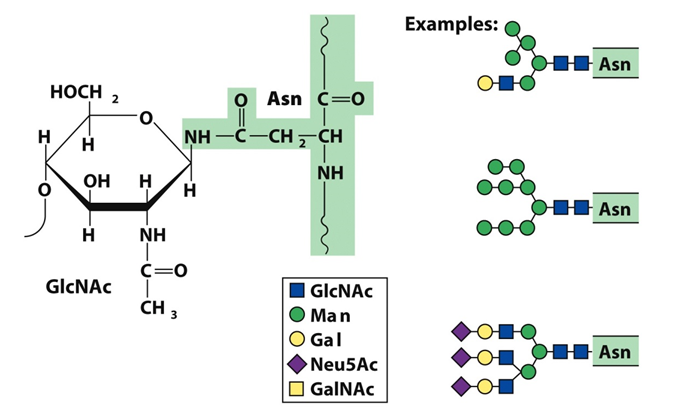 Examples:
Asn
HOCH 2
O
O
Asn
C=O
H
H
NH
C
CH 2
CH
O
OH
H
H
NH
H
NH
Asn
C=O
GlcNAc
CH 3
GlcNAc
Man
Gal
Neu5Ac
GalNAc
Asn